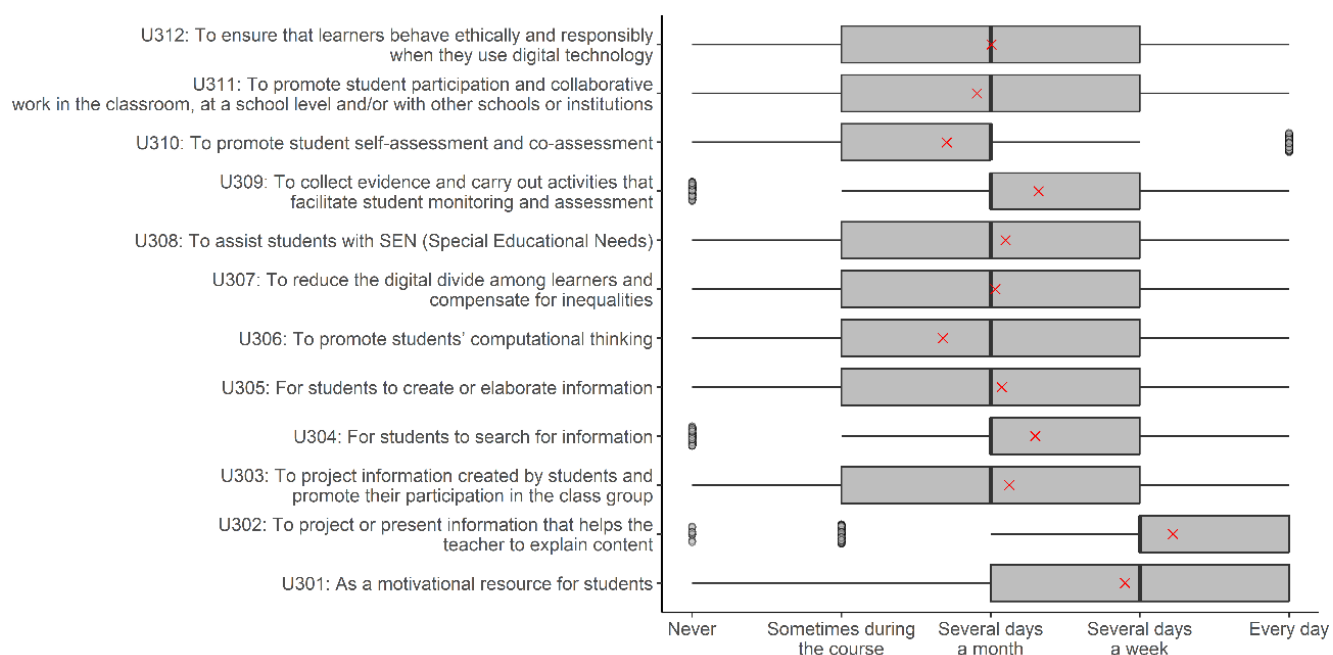 U312: To ensure that learners behave ethically and responsibly
when they use digital technology
U311: To promote student participation and collaborative
work in the classroom, at a school level and/or with other schools or institutions
U310: To promote student self-assessment and co-assessment
U309: To collect evidence and carry out activities that
facilitate student monitoring and assessment
U308: To assist students with SEN (Special Educational Needs)
U307: To reduce the digital divide among learners and
compensate for inequalities
U306: To promote students’ computational thinking
U305: For students to create or elaborate information
U304: For students to search for information
U303: To project information created by students and
promote their participation in the class group
U302: To project or present information that helps the
teacher to explain content
U301: As a motivational resource for students
Never
Sometimes during
the course
Several days
a month
Several days
a week
Every day